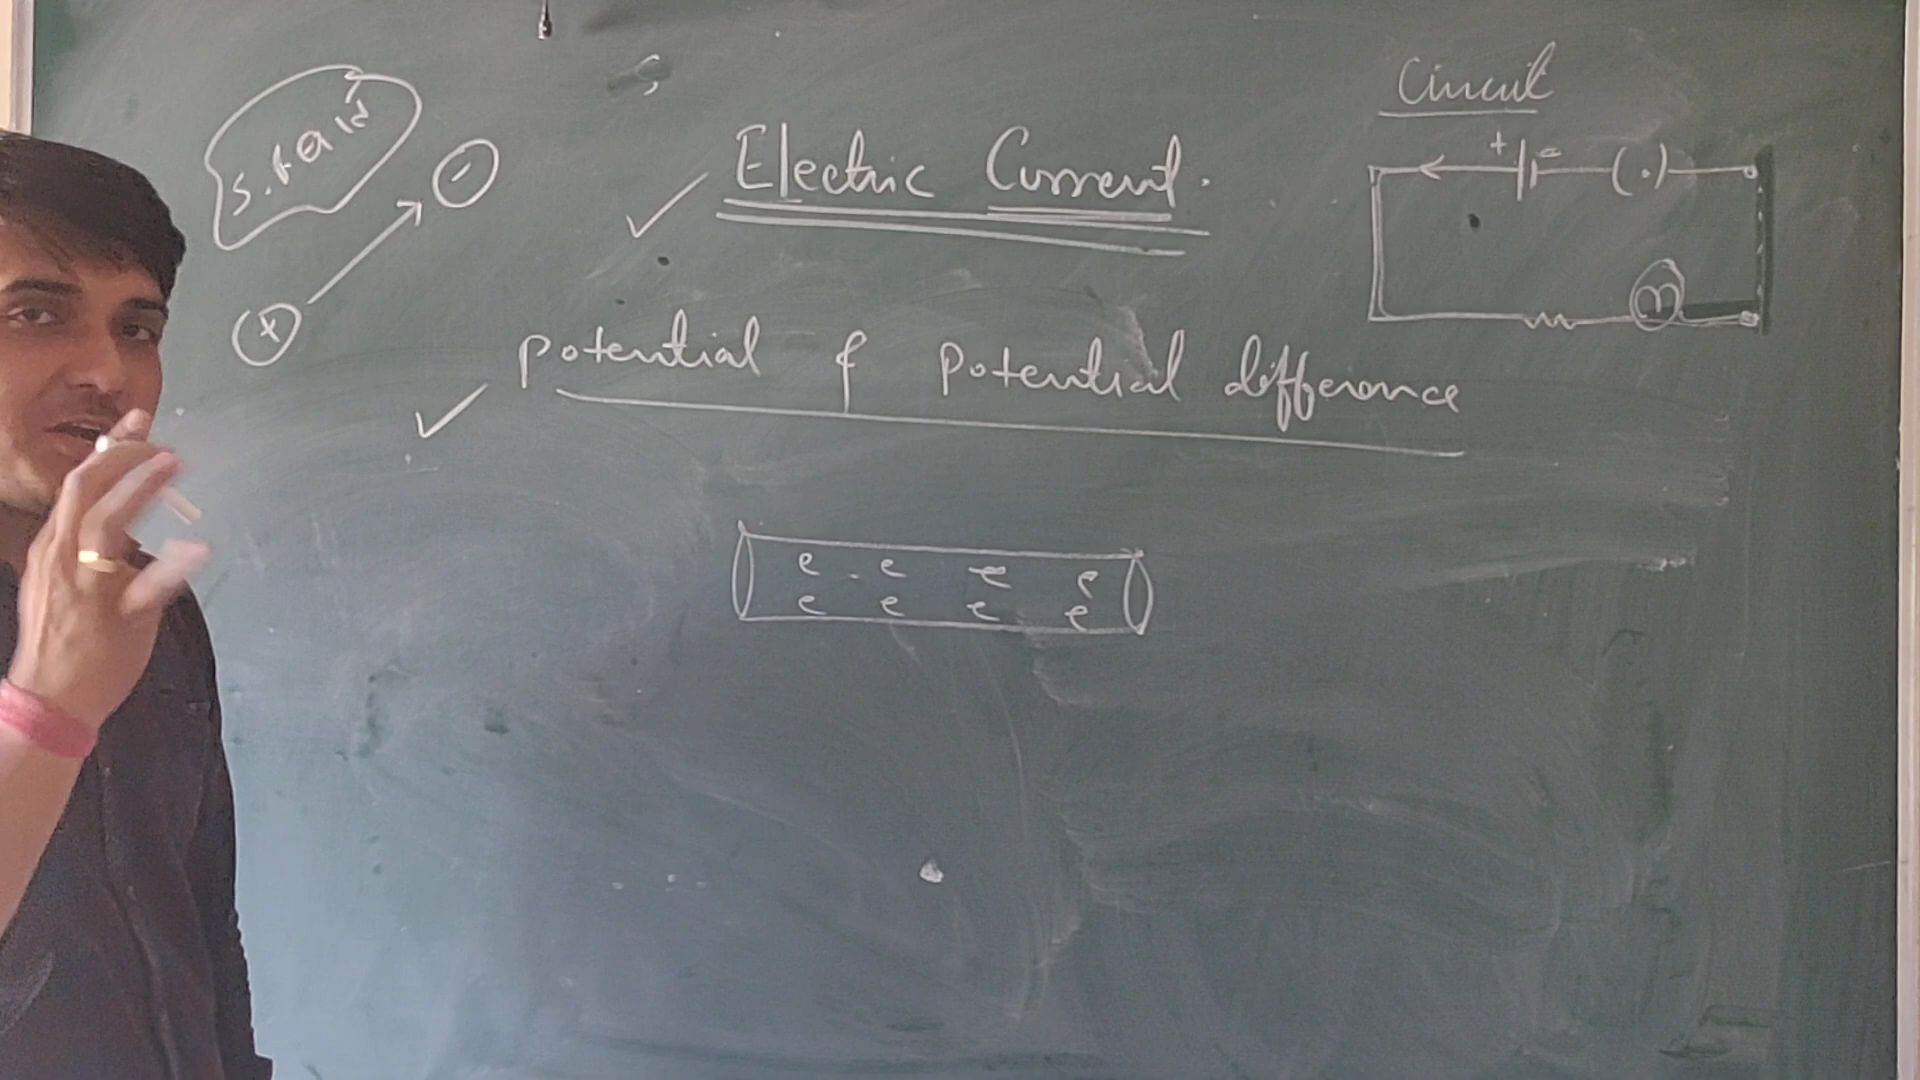 Circuit
Electric Current.
+ -
(.)
-
+
m
potential & potential difference
e e e e
e e e e